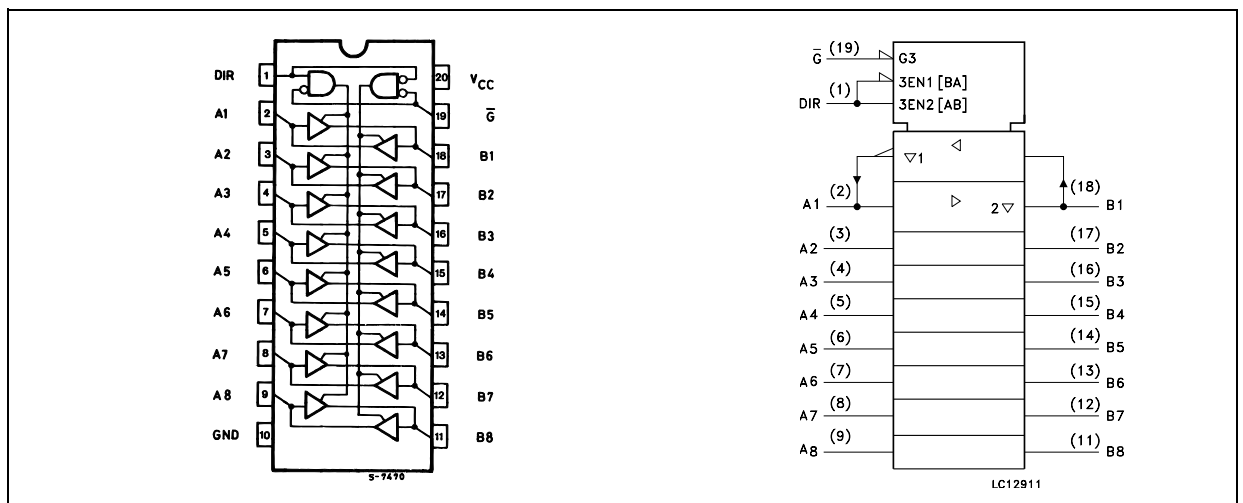 DIR 1 20 VCC
A1 2 19 G̅
A2 3 18 B1
A3 4 17 B2
A4 5 16 B3
A5 6 15 B4
A6 7 14 B5
A7 8 13 B6
A8 9 12 B7
GND 10 11 B8
S-7470
G̅ (19) G3
3EN1 [BA]
DIR (1) 3EN2 [AB]
▽1 ◁
A1 (2) ▷ 2▽ (18) B1
A2 (3) (17) B2
A3 (4) (16) B3
A4 (5) (15) B4
A5 (6) (14) B5
A6 (7) (13) B6
A7 (8) (12) B7
A8 (9) (11) B8
LC12911